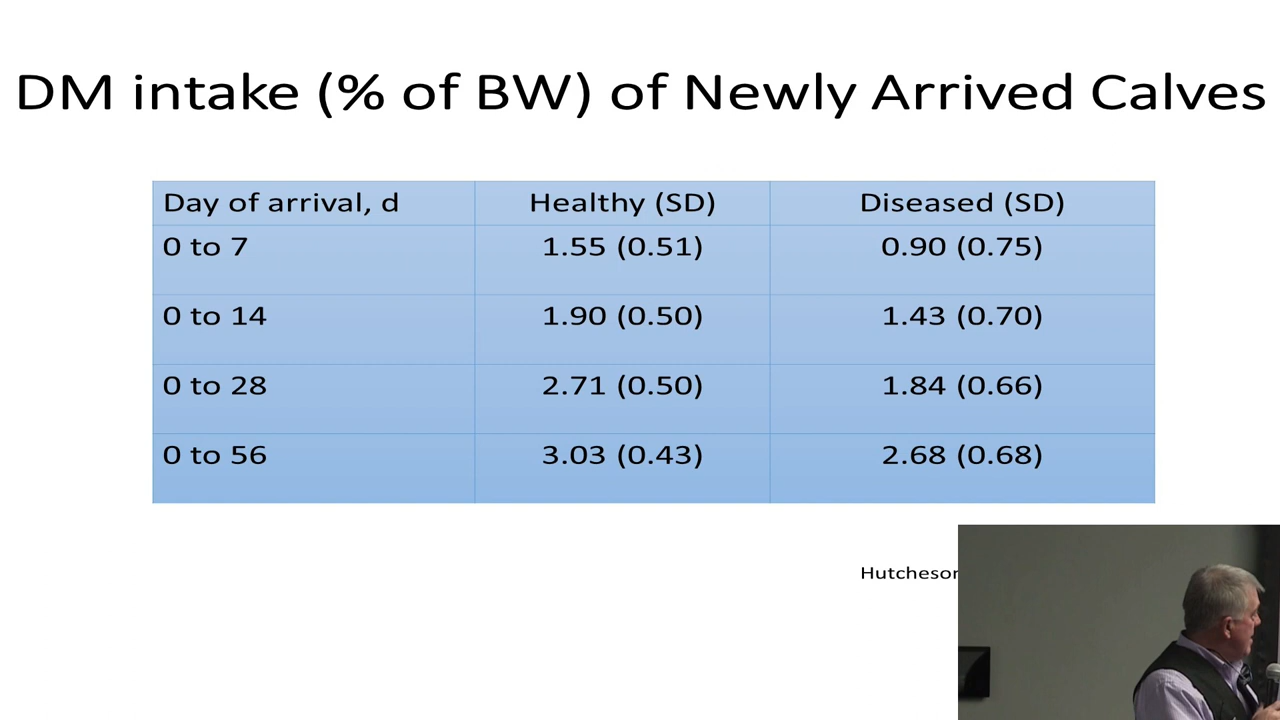 DM intake (% of BW) of Newly Arrived Calves
Day of arrival, d Healthy (SD) Diseased (SD)
0 to 7 1.55 (0.51) 0.90 (0.75)
0 to 14 1.90 (0.50) 1.43 (0.70)
0 to 28 2.71 (0.50) 1.84 (0.66)
0 to 56 3.03 (0.43) 2.68 (0.68)